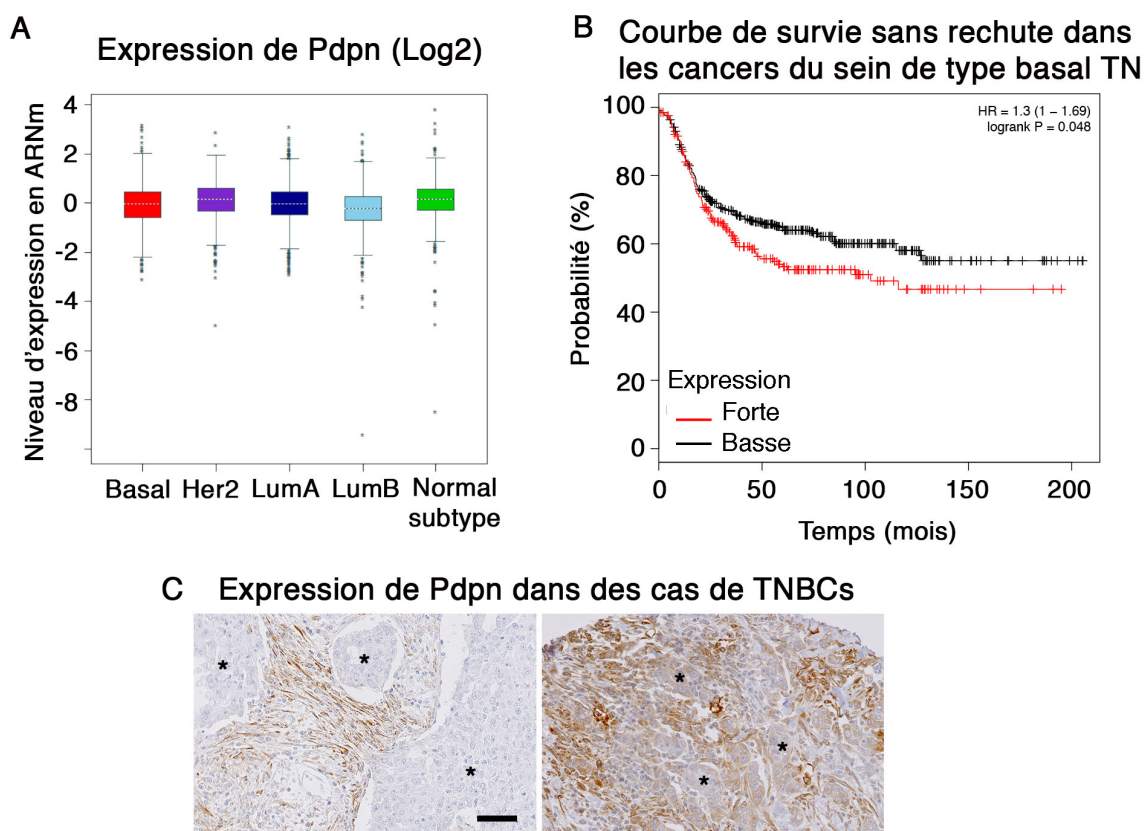 A
Expression de Pdpn (Log2)
Niveau d'expression en ARNm
4
2
0
-2
-4
-6
-8
Basal
Her2
LumA
LumB
Normal
subtype
B
Courbe de survie sans rechute dans
les cancers du sein de type basal TN
HR = 1.3 (1 − 1.69)
logrank P = 0.048
Probabilité (%)
100
80
60
40
20
0
Expression
Forte
Basse
0
50
100
150
200
Temps (mois)
C
Expression de Pdpn dans des cas de TNBCs
*
*
*
*
*
*